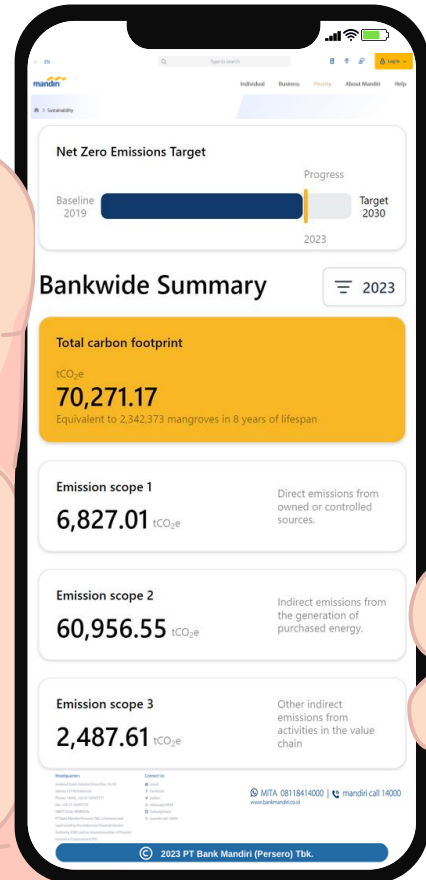 EN
Type to search
Login
mandiri
Individual Business Priority About Mandiri Help
Sustainability
Net Zero Emissions Target
Progress
Baseline
2019
Target
2030
2023
Bankwide Summary
2023
Total carbon footprint
tCO₂e
70,271.17
Equivalent to 2,342,373 mangroves in 8 years of lifespan
Emission scope 1
6,827.01 tCO₂e
Direct emissions from
owned or controlled
sources.
Emission scope 2
60,956.55 tCO₂e
Indirect emissions from
the generation of
purchased energy.
Emission scope 3
2,487.61 tCO₂e
Other indirect
emissions from
activities in the value
chain
Headquarters
Contact Us
MITA 08118414000 | mandiri call 14000
www.bankmandiri.co.id
© 2023 PT Bank Mandiri (Persero) Tbk.